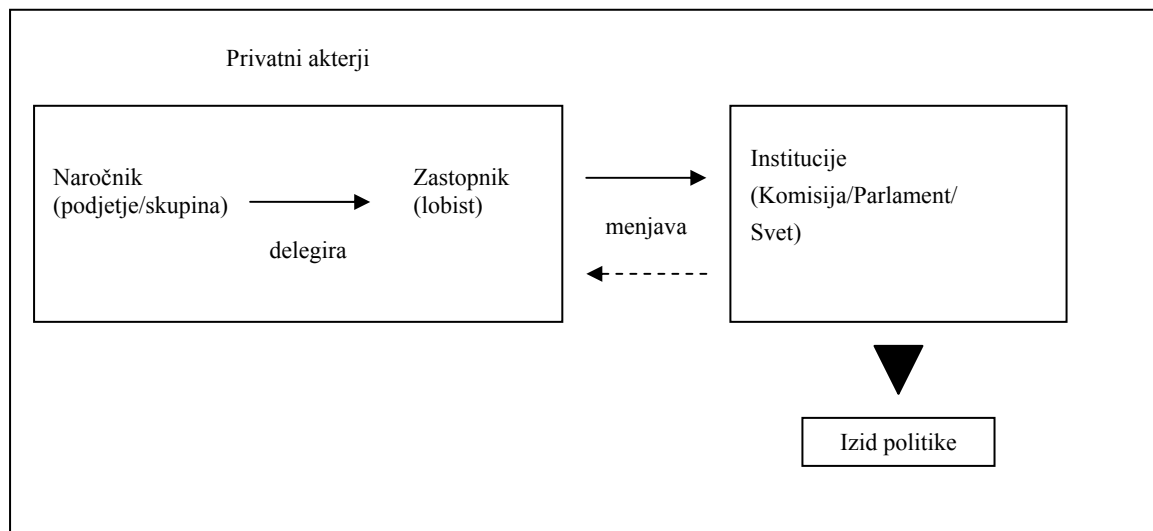 Privatni akterji
Naročnik
(podjetje/skupina)
delegira
Zastopnik
(lobist)
menjava
Institucije
(Komisija/Parlament/
Svet)
Izid politike